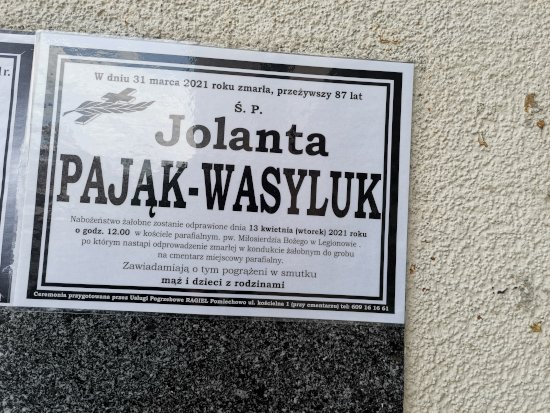 r.
W dniu 31 marca 2021 roku zmarła, przeżywszy 87 lat
Ś. P.
Jolanta
PAJĄK-WASYLUK
Nabożeństwo żałobne zostanie odprawione dnia 13 kwietnia (wtorek) 2021 roku
o godz. 12.00 w kościele parafialnym. pw. Miłosierdzia Bożego w Legionowie .
po którym nastąpi odprowadzenie zmarłej w kondukcie żałobnym do grobu
na cmentarz miejscowy parafialny.
Zawiadamiają o tym pogrążeni w smutku
mąż i dzieci z rodzinami
Ceremonia przygotowana przez Usługi Pogrzebowe RAGIEL Pomiechowo ul. kościelna 1 (przy cmentarzu) tel: 609 16 16 61